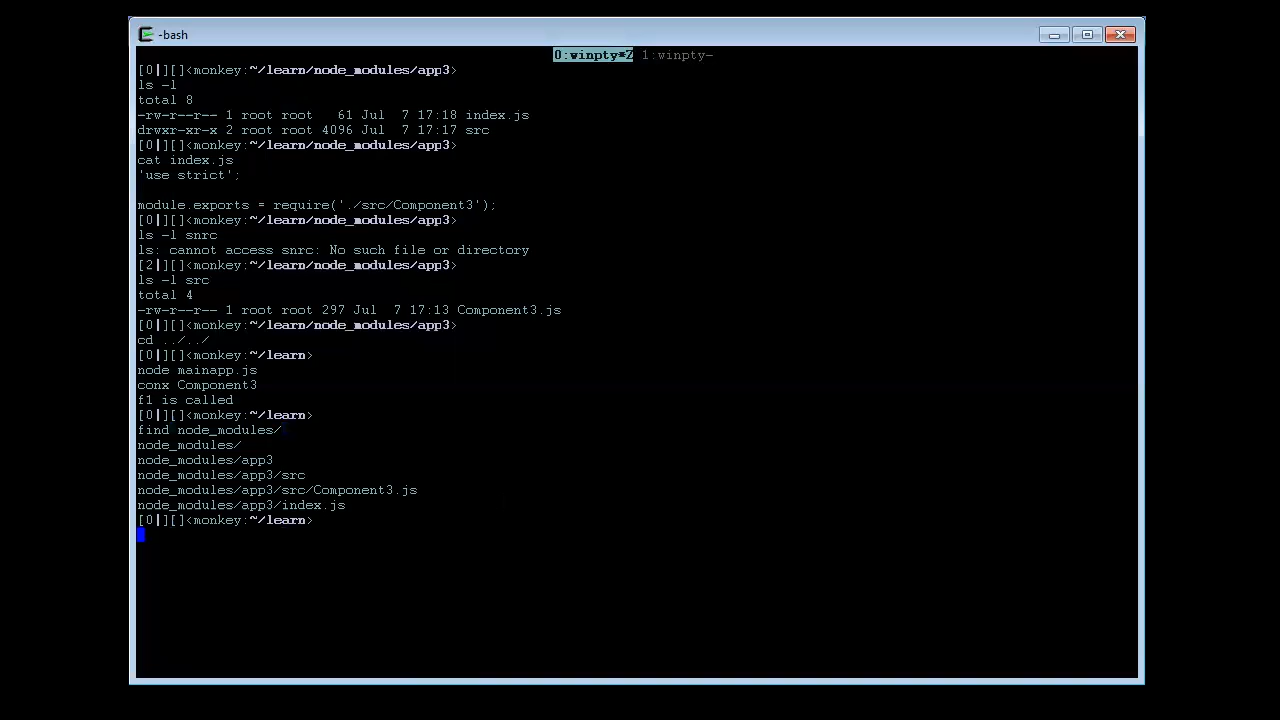 -bash
0:winpty*Z 1:winpty-
[0|][]<monkey:~/learn/node_modules/app3>
ls -l
total 8
-rw-r--r-- 1 root root   61 Jul  7 17:18 index.js
drwxr-xr-x 2 root root 4096 Jul  7 17:17 src
[0|][]<monkey:~/learn/node_modules/app3>
cat index.js
'use strict';

module.exports = require('./src/Component3');
[0|][]<monkey:~/learn/node_modules/app3>
ls -l snrc
ls: cannot access snrc: No such file or directory
[2|][]<monkey:~/learn/node_modules/app3>
ls -l src
total 4
-rw-r--r-- 1 root root 297 Jul  7 17:13 Component3.js
[0|][]<monkey:~/learn/node_modules/app3>
cd ../../
[0|][]<monkey:~/learn>
node mainapp.js
conx Component3
f1 is called
[0|][]<monkey:~/learn>
find node_modules/
node_modules/
node_modules/app3
node_modules/app3/src
node_modules/app3/src/Component3.js
node_modules/app3/index.js
[0|][]<monkey:~/learn>